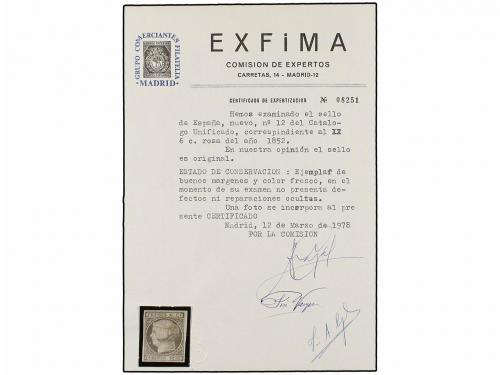 GRUPO COMERCIANTES FILATELIA
·MADRID·
EXFiMA
COMISION DE EXPERTOS
CARRETAS, 14 - MADRID-12
CERTIFICADO DE EXPERTIZACION № 08251
Hemos examinado el sello
de España, nuevo, nº 12 del Catalo-
go Unificado, correspondiente al XX
6 c. rosa del año 1852.
En nuestra opinión el sello
es original.
ESTADO DE CONSERVACION : Ejemplar de
buenos margenes y color fresco, en el
momento de su examen no presenta de-
fectos ni reparaciones ocultas.
Una foto se incorpora al pre
sente CERTIFICADO
Madrid, 12 de Marzo de 1978
POR LA COMISION